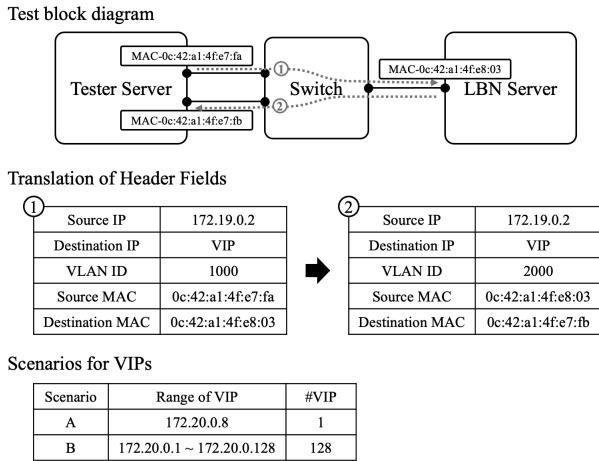 Test block diagram
MAC-0c:42:a1:4f:e7:fa
MAC-0c:42:a1:4f:e8:03
①
Tester Server
Switch
LBN Server
②
MAC-0c:42:a1:4f:e7:fb
Translation of Header Fields
①
Source IP 172.19.0.2
Destination IP VIP
VLAN ID 1000
Source MAC 0c:42:a1:4f:e7:fa
Destination MAC 0c:42:a1:4f:e8:03
②
Source IP 172.19.0.2
Destination IP VIP
VLAN ID 2000
Source MAC 0c:42:a1:4f:e8:03
Destination MAC 0c:42:a1:4f:e7:fb
Scenarios for VIPs
Scenario Range of VIP #VIP
A 172.20.0.8 1
B 172.20.0.1 ~ 172.20.0.128 128